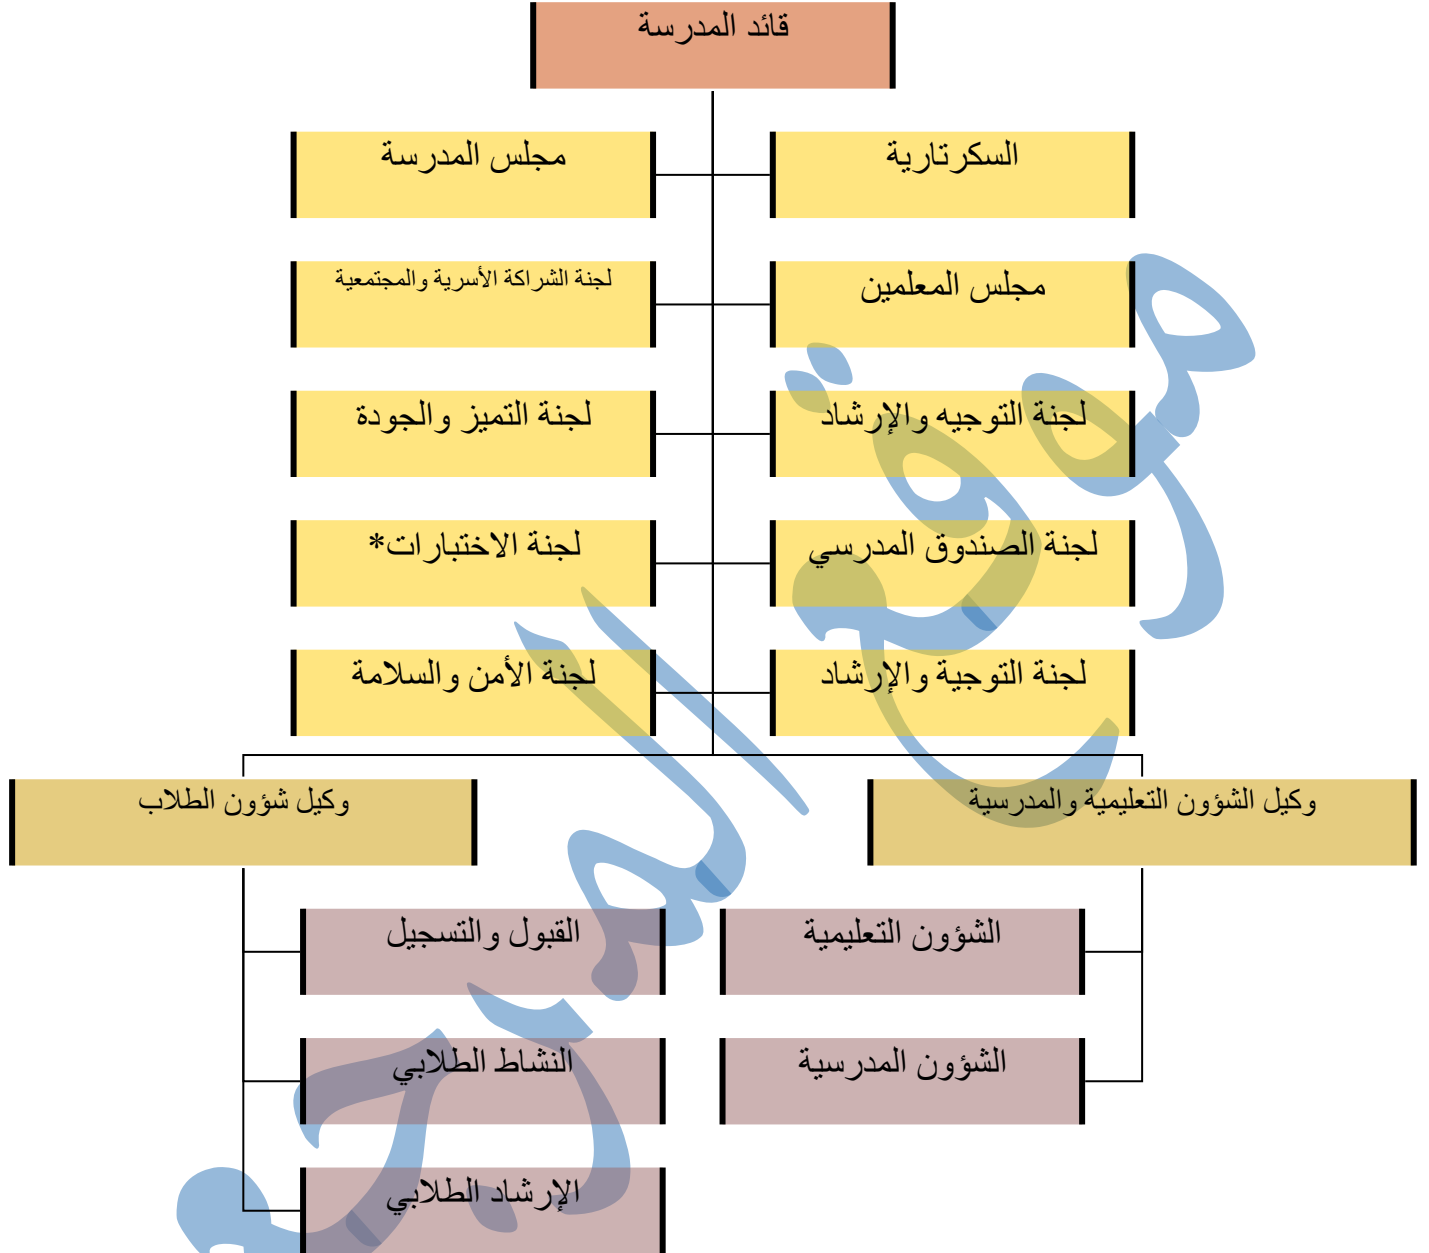 قائد المدرسة
السكرتارية
مجلس المدرسة
مجلس المعلمين
لجنة الشراكة الأسرية والمجتمعية
لجنة التوجيه والإرشاد
لجنة التميز والجودة
لجنة الصندوق المدرسي
لجنة الاختبارات*
لجنة التوجية والإرشاد
لجنة الأمن والسلامة
وكيل الشؤون التعليمية والمدرسية
وكيل شؤون الطلاب
الشؤون التعليمية
القبول والتسجيل
الشؤون المدرسية
النشاط الطلابي
الإرشاد الطلابي
موقع